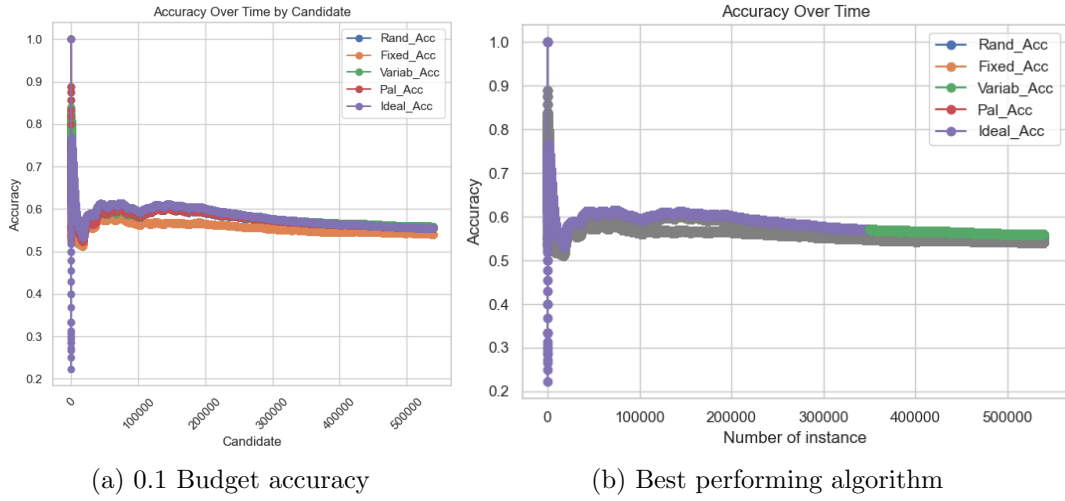 Accuracy Over Time by Candidate
1.0
0.9
0.8
0.7
0.6
0.5
0.4
0.3
0.2
Accuracy
Rand_Acc
Fixed_Acc
Variab_Acc
Pal_Acc
Ideal_Acc
0
100000
200000
300000
400000
500000
Candidate
(a) 0.1 Budget accuracy
Accuracy Over Time
1.0
0.9
0.8
0.7
0.6
0.5
0.4
0.3
0.2
Accuracy
Rand_Acc
Fixed_Acc
Variab_Acc
Pal_Acc
Ideal_Acc
0
100000
200000
300000
400000
500000
Number of instance
(b) Best performing algorithm